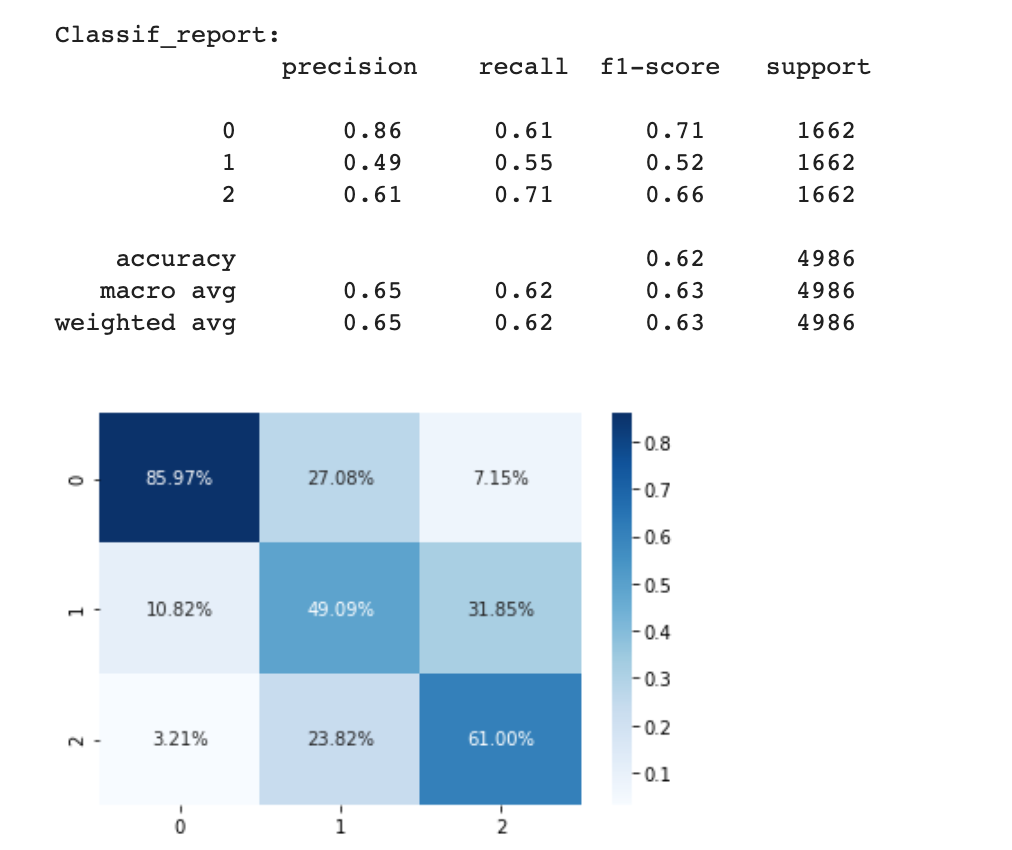 Classif_report:
precision recall f1-score support
0 0.86 0.61 0.71 1662
1 0.49 0.55 0.52 1662
2 0.61 0.71 0.66 1662
accuracy 0.62 4986
macro avg 0.65 0.62 0.63 4986
weighted avg 0.65 0.62 0.63 4986
0 85.97% 27.08% 7.15%
1 10.82% 49.09% 31.85%
2 3.21% 23.82% 61.00%
0 1 2
0.8
0.7
0.6
0.5
0.4
0.3
0.2
0.1